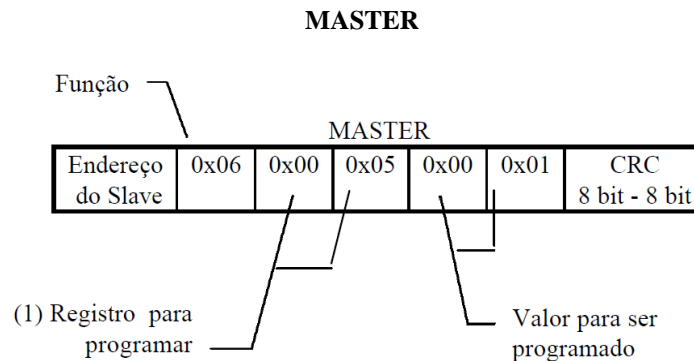 MASTER
Função
MASTER
Endereço do Slave 0x06 0x00 0x05 0x00 0x01 CRC 8 bit - 8 bit
(1) Registro para programar
Valor para ser programado